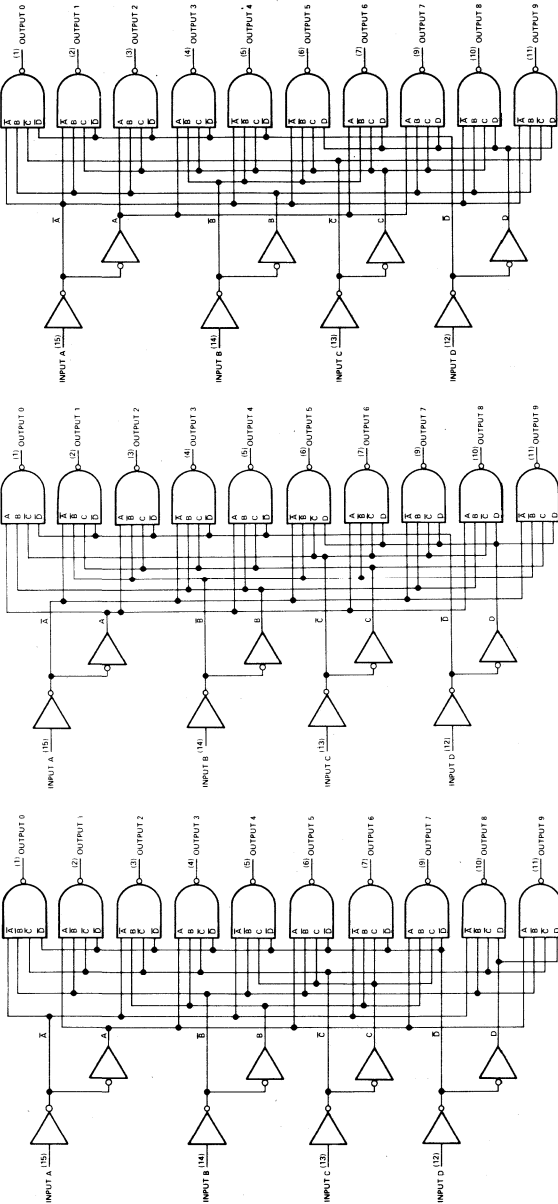 (1) OUTPUT 0
A̅
B
C̅
D̅
(2) OUTPUT 1
A̅
B
C
D̅
(3) OUTPUT 2
A
B
C
D̅
(4) OUTPUT 3
A
B̅
C
D̅
(5) OUTPUT 4
A̅
B̅
C
D̅
(6) OUTPUT 5
A̅
B̅
C
D
(7) OUTPUT 6
A
B̅
C
D
(9) OUTPUT 7
A
B
C
D
(10) OUTPUT 8
A̅
B
C
D
(11) OUTPUT 9
A̅
B
C̅
D
A̅
A
B̅
B
C̅
C
D̅
D
INPUT A (15)
INPUT B (14)
INPUT C (13)
INPUT D (12)
(1) OUTPUT 0
A
B
C̅
D̅
(2) OUTPUT 1
A̅
B̅
C
D̅
(3) OUTPUT 2
A
B̅
C
D̅
(4) OUTPUT 3
A̅
B
C
D̅
(5) OUTPUT 4
A
B
C
D̅
(6) OUTPUT 5
A̅
B̅
C̅
D
(7) OUTPUT 6
A
B̅
C̅
D
(9) OUTPUT 7
A̅
B
C̅
D
(10) OUTPUT 8
A
B
C̅
D
(11) OUTPUT 9
A̅
B̅
C
D
A̅
A
B̅
B
C̅
C
D̅
D
INPUT A (15)
INPUT B (14)
INPUT C (13)
INPUT D (12)
(1) OUTPUT 0
A̅
B̅
C̅
D̅
(2) OUTPUT 1
A
B̅
C̅
D̅
(3) OUTPUT 2
A̅
B
C̅
D̅
(4) OUTPUT 3
A
B
C̅
D̅
(5) OUTPUT 4
A̅
B̅
C
D̅
(6) OUTPUT 5
A
B̅
C
D̅
(7) OUTPUT 6
A̅
B
C
D̅
(9) OUTPUT 7
A
B
C
D̅
(10) OUTPUT 8
A̅
B̅
C̅
D
(11) OUTPUT 9
A
B̅
C̅
D
A̅
A
B̅
B
C̅
C
D̅
D
INPUT A (15)
INPUT B (14)
INPUT C (13)
INPUT D (12)